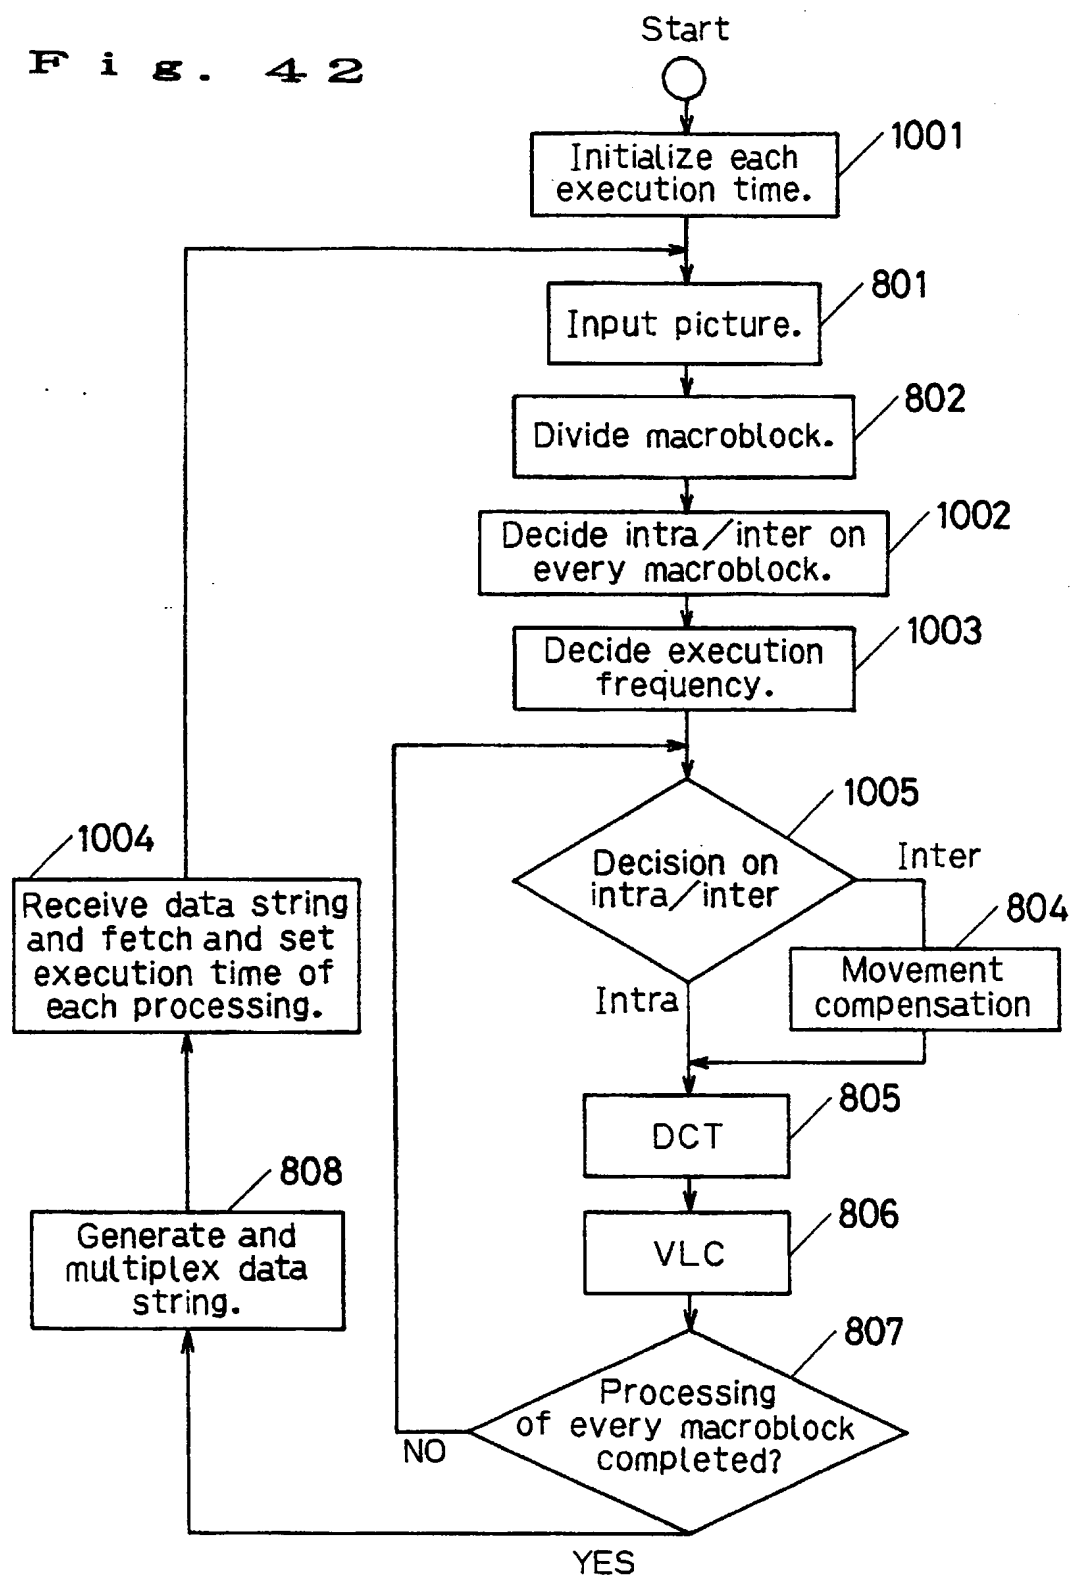 Fig. 42
Start
1001
Initialize each
execution time.
801
Input picture.
802
Divide macroblock.
1002
Decide intra/inter on
every macroblock.
1003
Decide execution
frequency.
1005
Decision on
intra/inter
Inter
804
Movement
compensation
Intra
1004
Receive data string
and fetch and set
execution time of
each processing.
805
DCT
808
Generate and
multiplex data
string.
806
VLC
807
Processing
of every macroblock
completed?
NO
YES